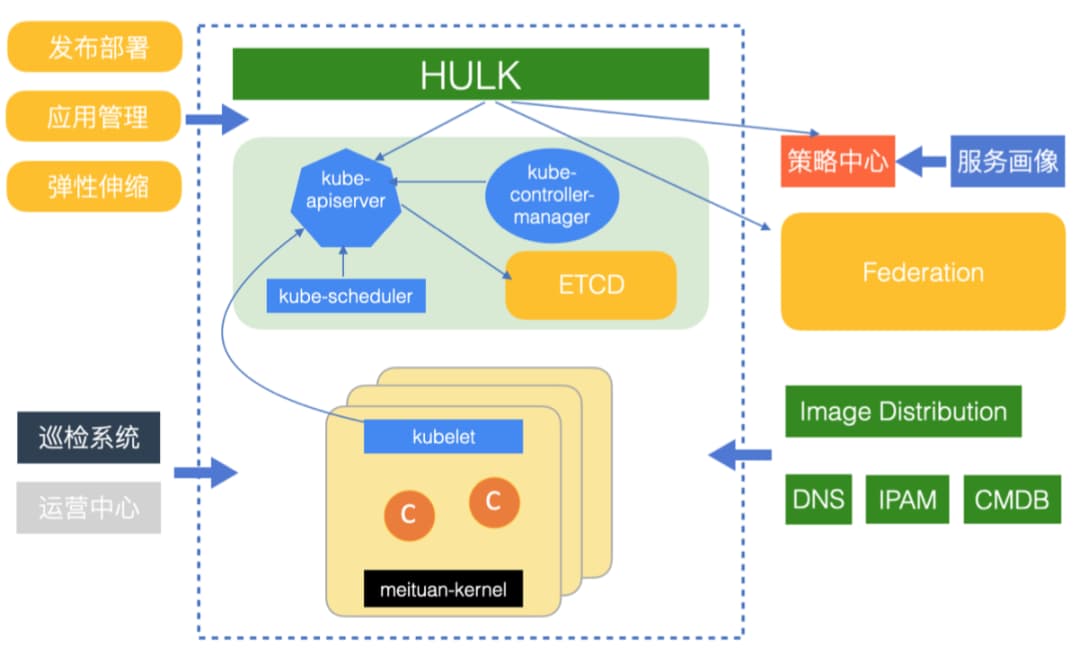 发布部署
应用管理
弹性伸缩
HULK
kube-
apiserver
kube-
controller-
manager
kube-scheduler
ETCD
策略中心
服务画像
Federation
巡检系统
运营中心
kubelet
C
C
meituan-kernel
Image Distribution
DNS
IPAM
CMDB